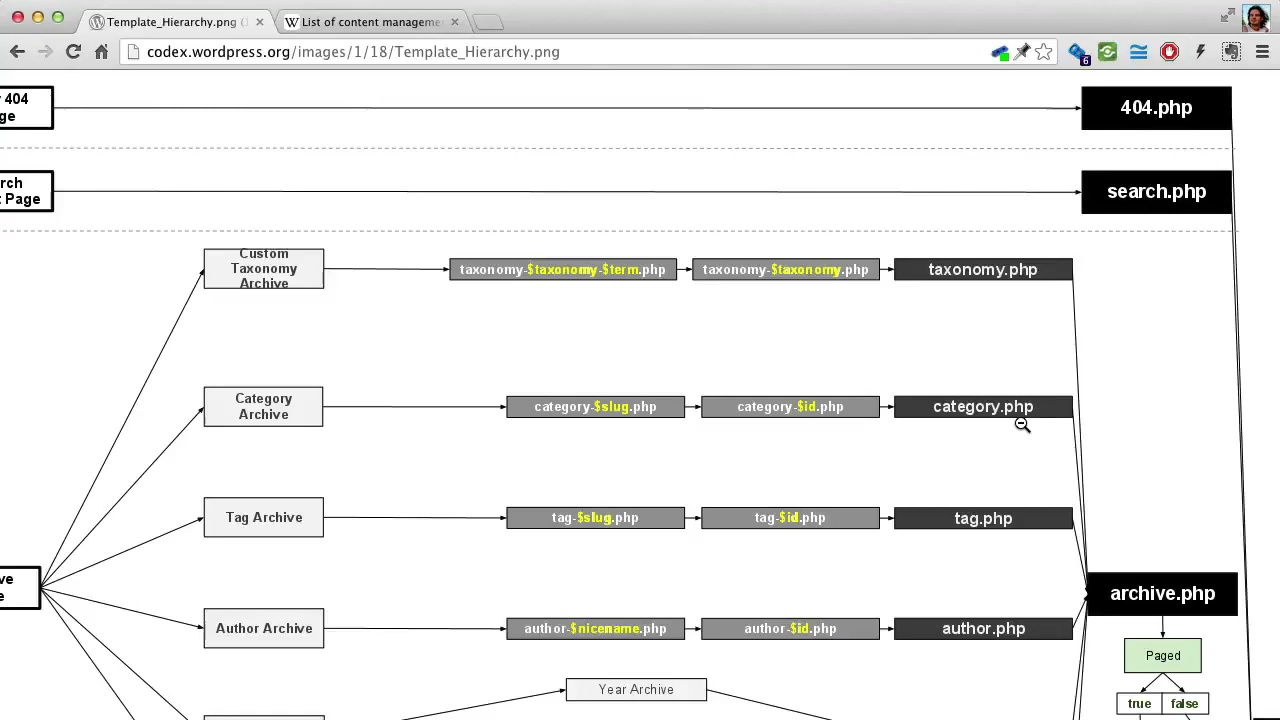 Template_Hierarchy.png (
List of content manageme
codex.wordpress.org/images/1/18/Template_Hierarchy.png
6
404
ge
404.php
rch
t Page
search.php
Custom
Taxonomy
Archive
taxonomy-$taxonomy-$term.php
taxonomy-$taxonomy.php
taxonomy.php
Category
Archive
category-$slug.php
category-$id.php
category.php
Tag Archive
tag-$slug.php
tag-$id.php
tag.php
ve
e
archive.php
Author Archive
author-$nicename.php
author-$id.php
author.php
Paged
Year Archive
true
false